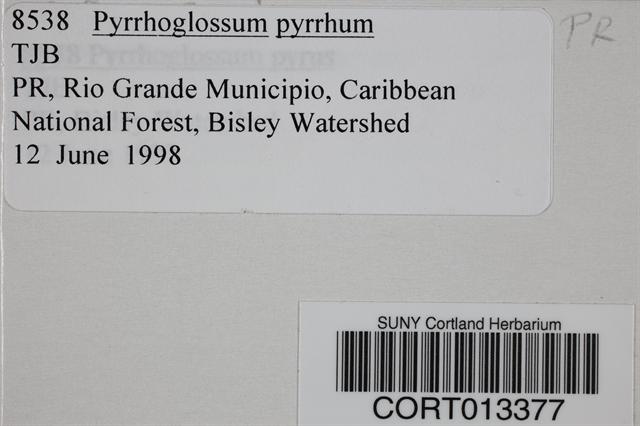 8538 Pyrrhoglossum pyrrhum
PR
TJB
PR, Rio Grande Municipio, Caribbean
National Forest, Bisley Watershed
12 June 1998
SUNY Cortland Herbarium
CORT013377